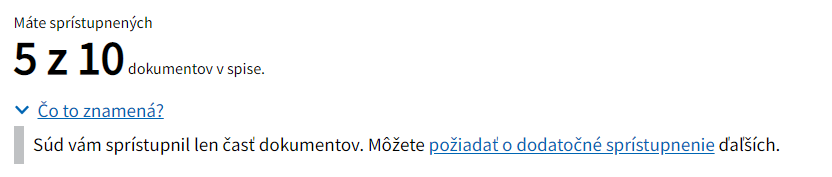 Máte sprístupnených
5 z 10 dokumentov v spise.
Čo to znamená?
Súd vám sprístupnil len časť dokumentov. Môžete požiadať o dodatočné sprístupnenie ďalších.